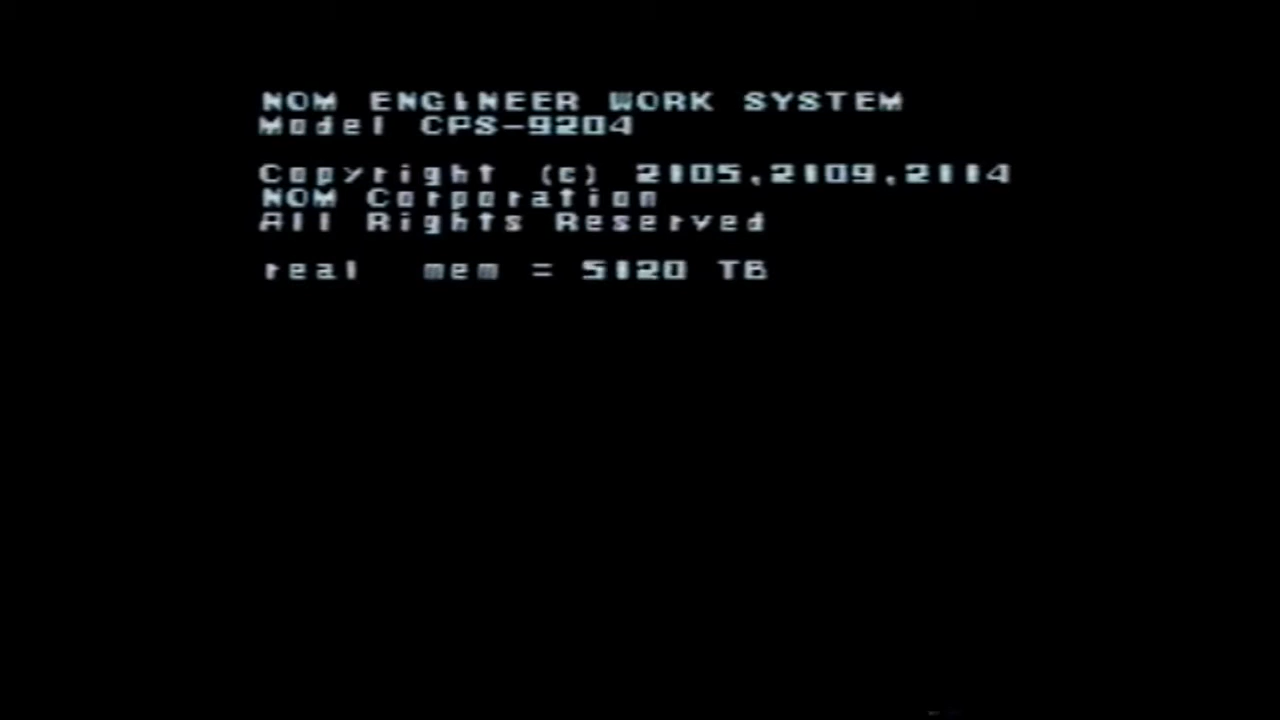 NOM ENGINEER WORK SYSTEM
Model CPS-9204
Copyright (c) 2105,2109,2114
NOM Corporation
All Rights Reserved
real mem = 5120 TB